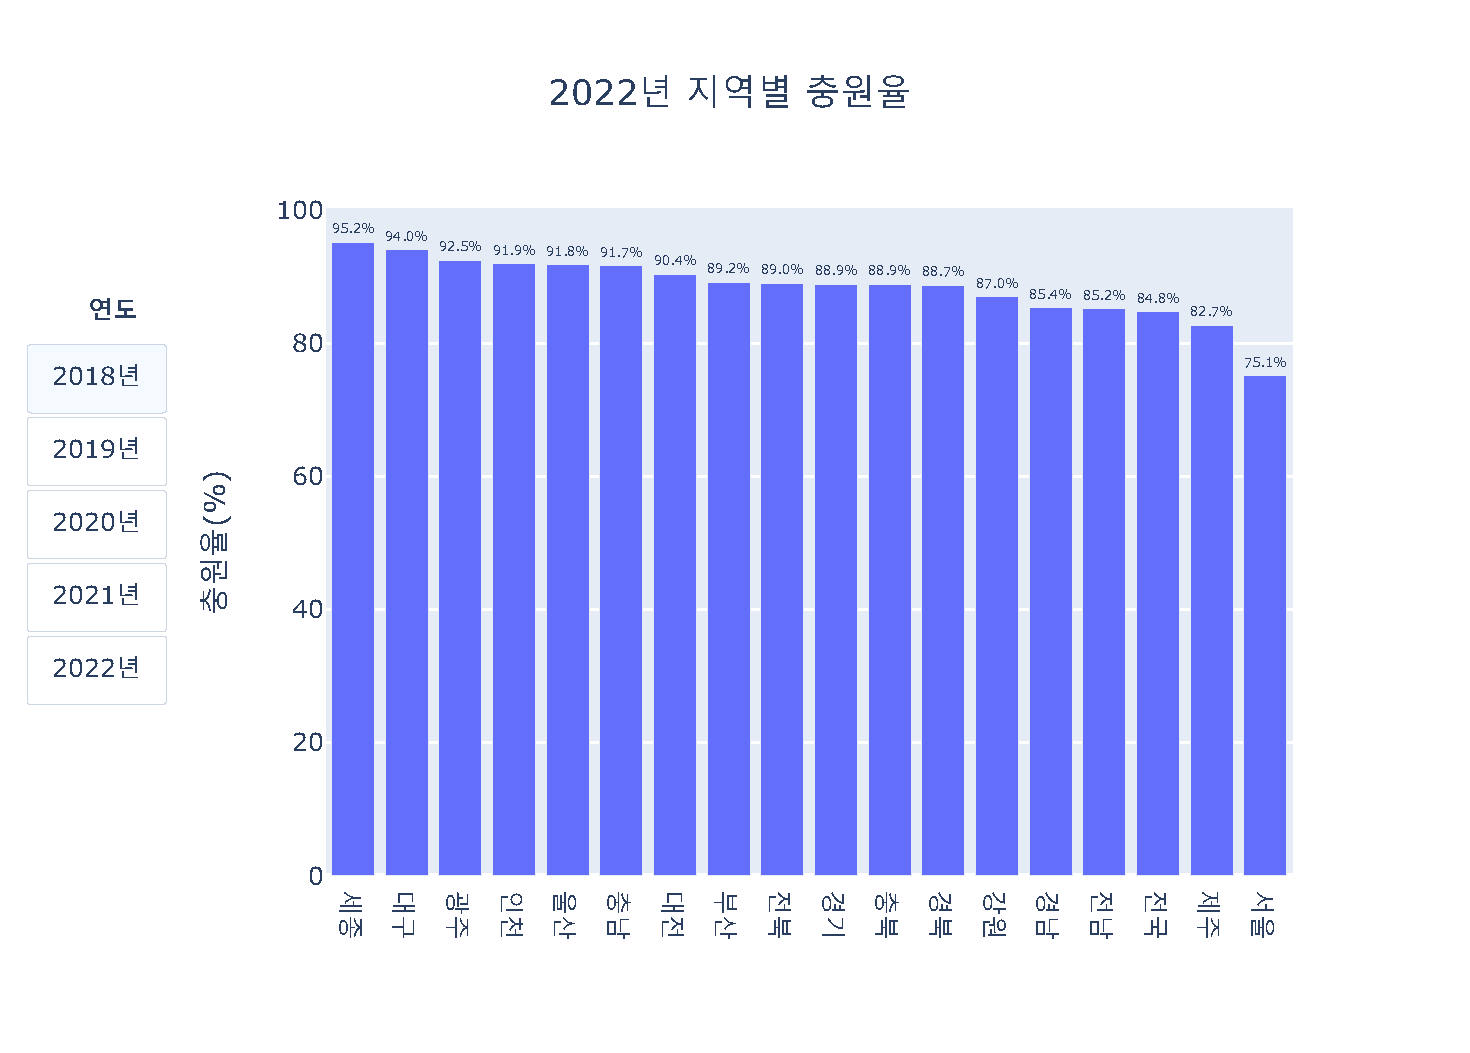 2022년 지역별 충원율
연도
2018년
2019년
2020년
2021년
2022년
충원율(%)
100
80
60
40
20
0
95.2%
94.0%
92.5%
91.9%
91.8%
91.7%
90.4%
89.2%
89.0%
88.9%
88.9%
88.7%
87.0%
85.4%
85.2%
84.8%
82.7%
75.1%
세종
대구
광주
인천
울산
충남
대전
부산
전북
경기
충북
경북
강원
경남
전남
전국
제주
서울